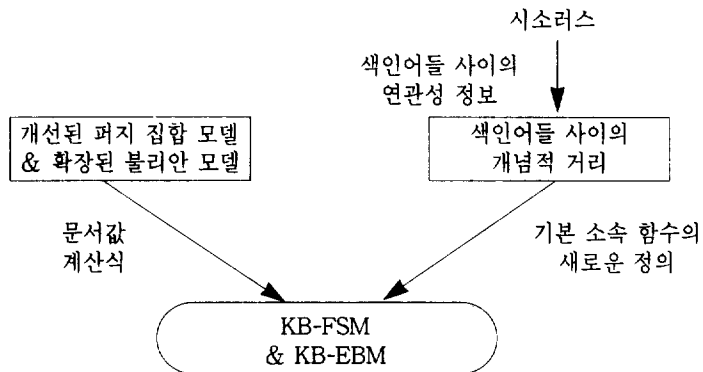 시소러스
색인어들 사이의
연관성 정보
개선된 퍼지 집합 모델
& 확장된 불리안 모델
색인어들 사이의
개념적 거리
문서값
계산식
기본 소속 함수의
새로운 정의
KB-FSM
& KB-EBM